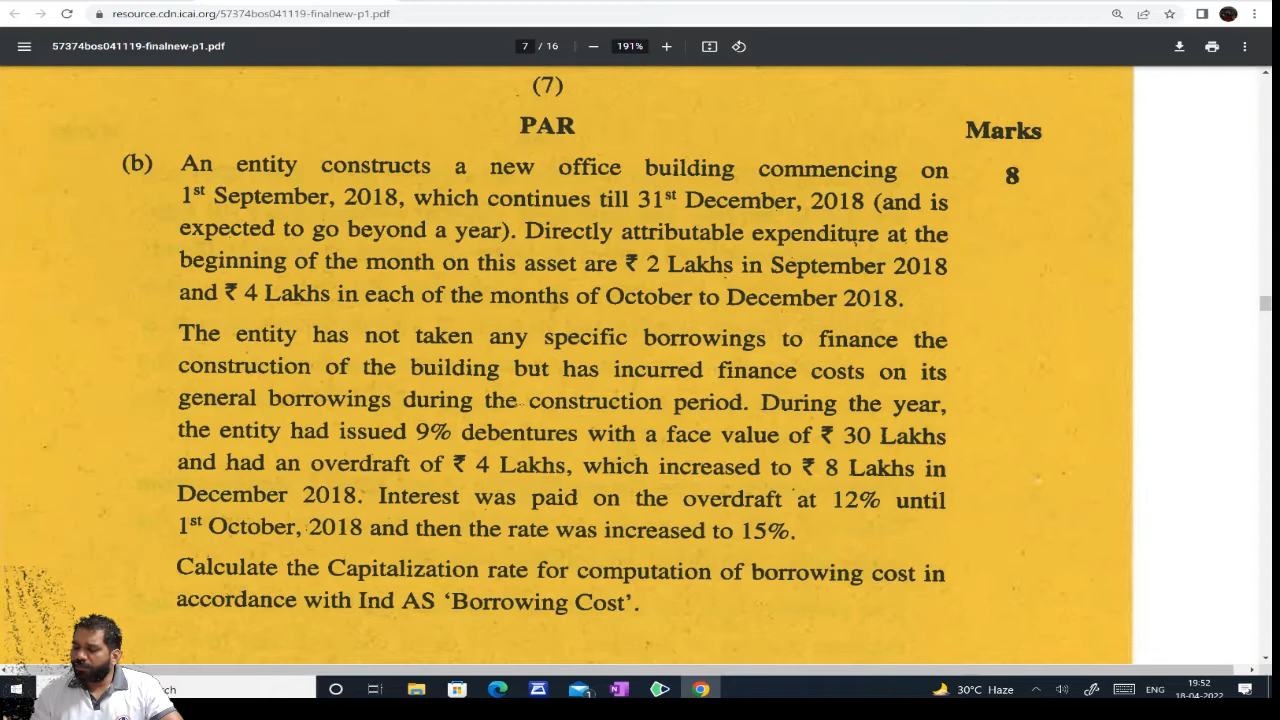 resource.cdn.icai.org/57374bos041119-finalnew-p1.pdf
57374bos041119-finalnew-p1.pdf
7 / 16
191%
(7)
PAR
Marks
(b) An entity constructs a new office building commencing on 8
1st September, 2018, which continues till 31st December, 2018 (and is
expected to go beyond a year). Directly attributable expenditure at the
beginning of the month on this asset are ₹ 2 Lakhs in September 2018
and ₹ 4 Lakhs in each of the months of October to December 2018.
The entity has not taken any specific borrowings to finance the
construction of the building but has incurred finance costs on its
general borrowings during the construction period. During the year,
the entity had issued 9% debentures with a face value of ₹ 30 Lakhs
and had an overdraft of ₹ 4 Lakhs, which increased to ₹ 8 Lakhs in
December 2018. Interest was paid on the overdraft at 12% until
1st October, 2018 and then the rate was increased to 15%.
Calculate the Capitalization rate for computation of borrowing cost in
accordance with Ind AS 'Borrowing Cost'.
30°C Haze
ENG
19:52
18-04-2022